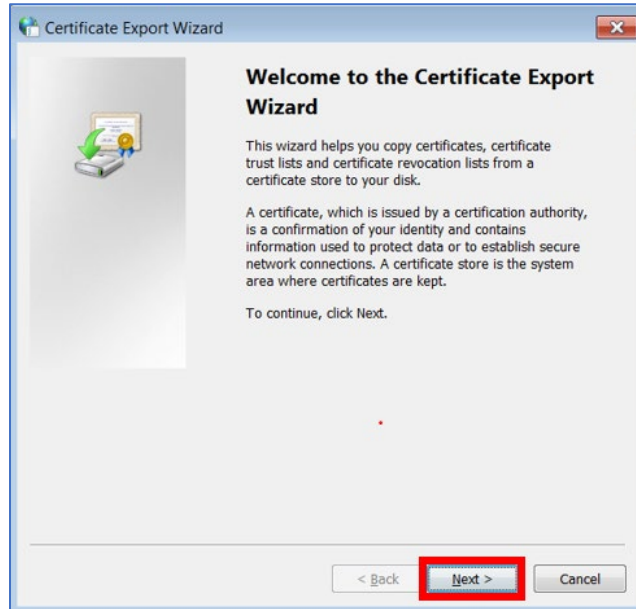 Certificate Export Wizard
Welcome to the Certificate Export
Wizard
This wizard helps you copy certificates, certificate
trust lists and certificate revocation lists from a
certificate store to your disk.
A certificate, which is issued by a certification authority,
is a confirmation of your identity and contains
information used to protect data or to establish secure
network connections. A certificate store is the system
area where certificates are kept.
To continue, click Next.
< Back Next > Cancel